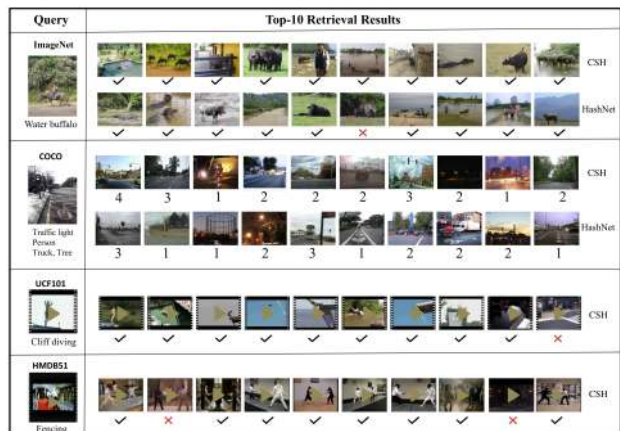 Query Top-10 Retrieval Results
ImageNet
CSH
Water buffalo
HashNet
COCO
CSH
4 3 1 2 2 2 3 2 1 2
Traffic light
Person
Truck, Tree
HashNet
3 1 1 2 3 1 2 2 2 1
UCF101
Cliff diving
CSH
HMDB51
Fencing
CSH